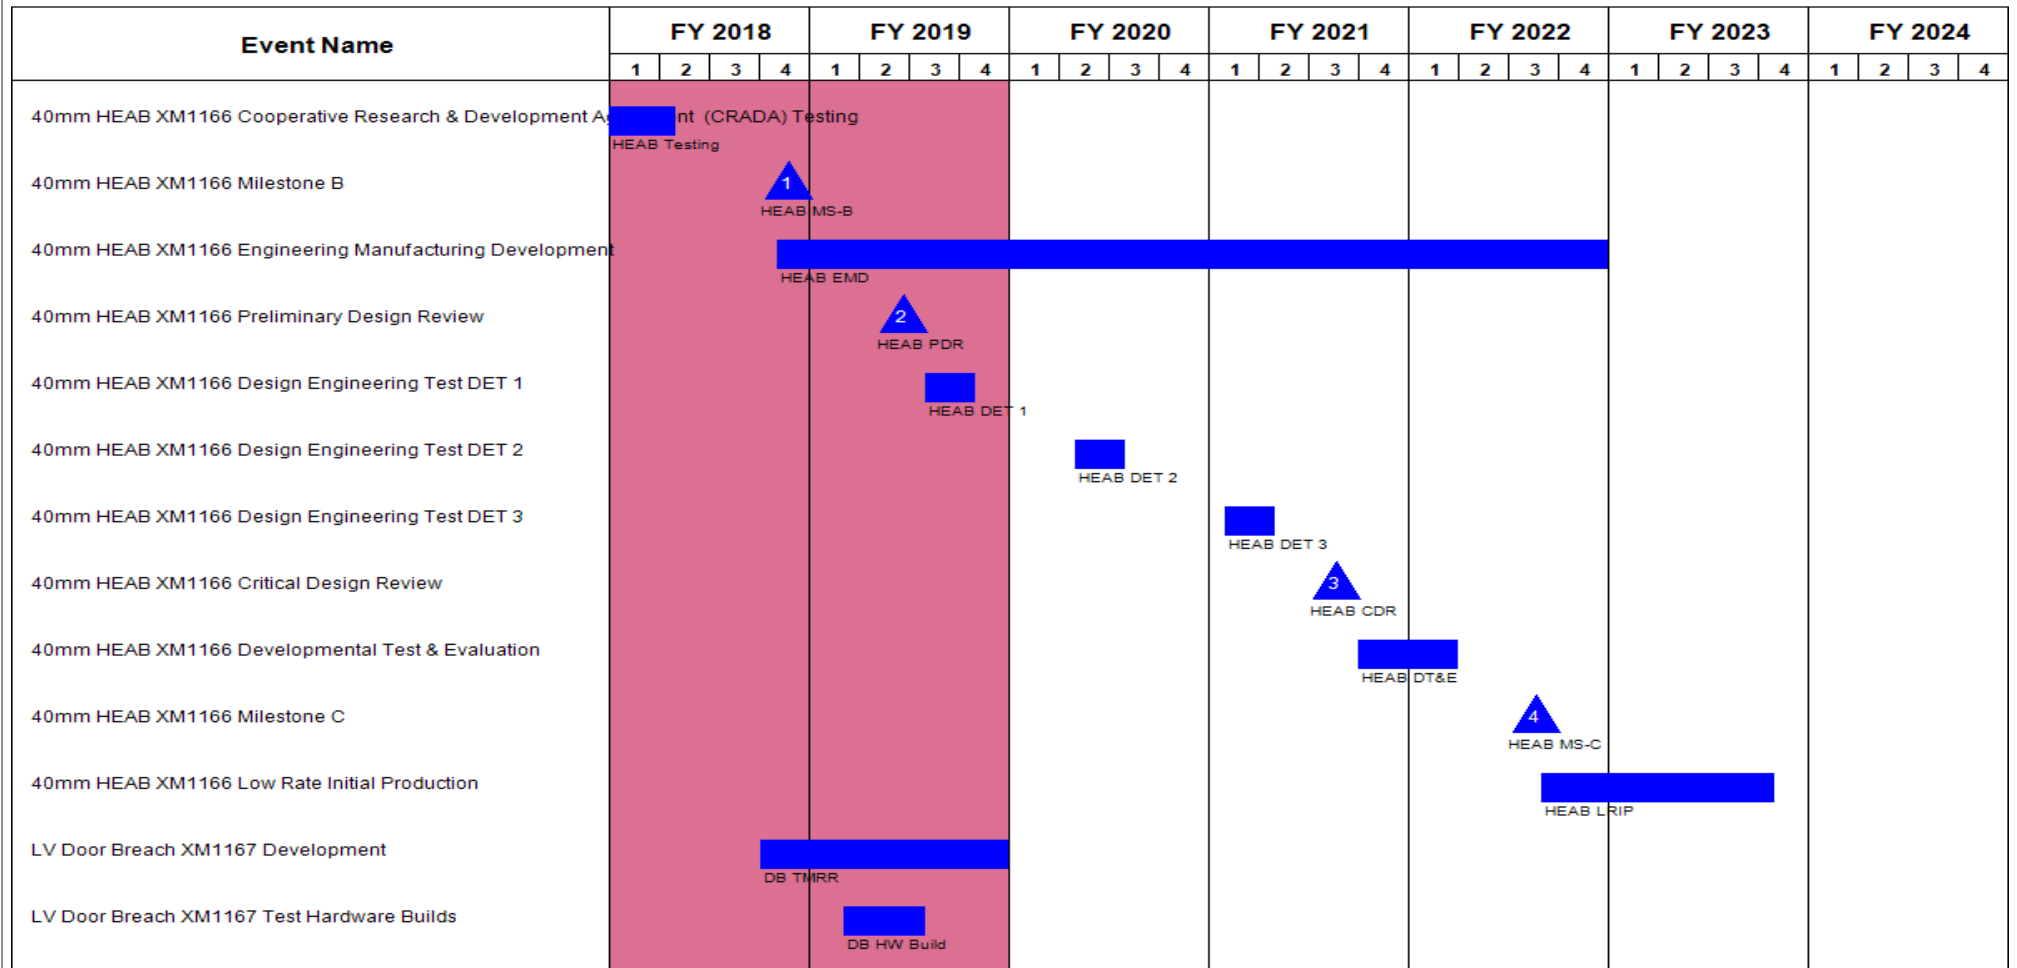 Event Name
FY 2018 FY 2019 FY 2020 FY 2021 FY 2022 FY 2023 FY 2024
1 2 3 4 1 2 3 4 1 2 3 4 1 2 3 4 1 2 3 4 1 2 3 4 1 2 3 4
40mm HEAB XM1166 Cooperative Research & Development A nt (CRADA) Testing
HEAB Testing
40mm HEAB XM1166 Milestone B
1
HEAB MS-B
40mm HEAB XM1166 Engineering Manufacturing Development
HEAB EMD
40mm HEAB XM1166 Preliminary Design Review
2
HEAB PDR
40mm HEAB XM1166 Design Engineering Test DET 1
HEAB DET 1
40mm HEAB XM1166 Design Engineering Test DET 2
HEAB DET 2
40mm HEAB XM1166 Design Engineering Test DET 3
HEAB DET 3
40mm HEAB XM1166 Critical Design Review
3
HEAB CDR
40mm HEAB XM1166 Developmental Test & Evaluation
HEAB DT&E
40mm HEAB XM1166 Milestone C
4
HEAB MS-C
40mm HEAB XM1166 Low Rate Initial Production
HEAB LRIP
LV Door Breach XM1167 Development
DB TMRR
LV Door Breach XM1167 Test Hardware Builds
DB HW Build